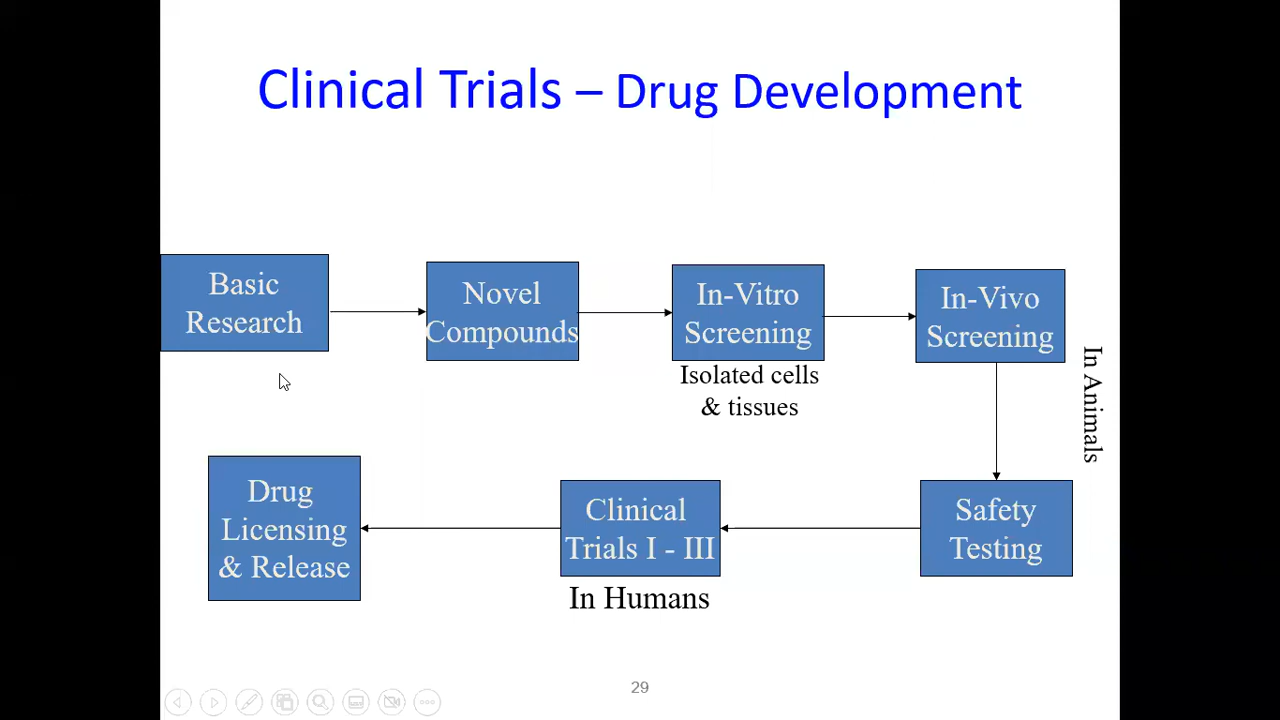 Clinical Trials – Drug Development
Basic
Research
Novel
Compounds
In-Vitro
Screening
Isolated cells
& tissues
In-Vivo
Screening
In Animals
Safety
Testing
Clinical
Trials I - III
In Humans
Drug
Licensing
& Release
29